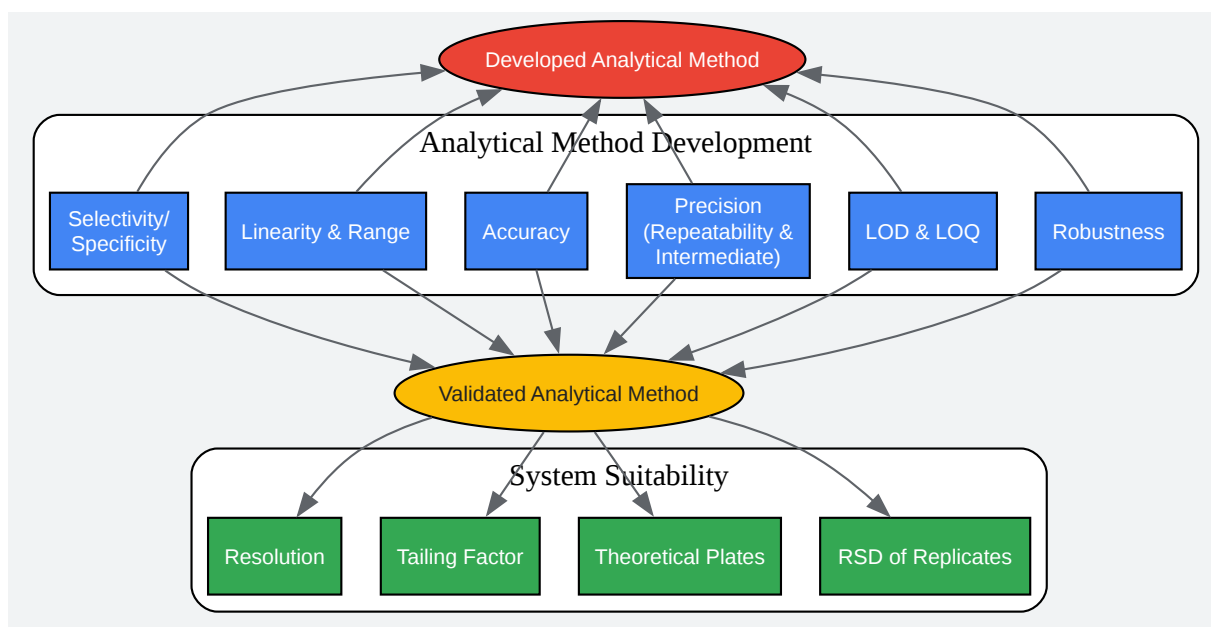 Developed Analytical Method
Analytical Method Development
Selectivity/
Specificity
Linearity & Range
Accuracy
Precision
(Repeatability &
Intermediate)
LOD & LOQ
Robustness
Validated Analytical Method
System Suitability
Resolution
Tailing Factor
Theoretical Plates
RSD of Replicates